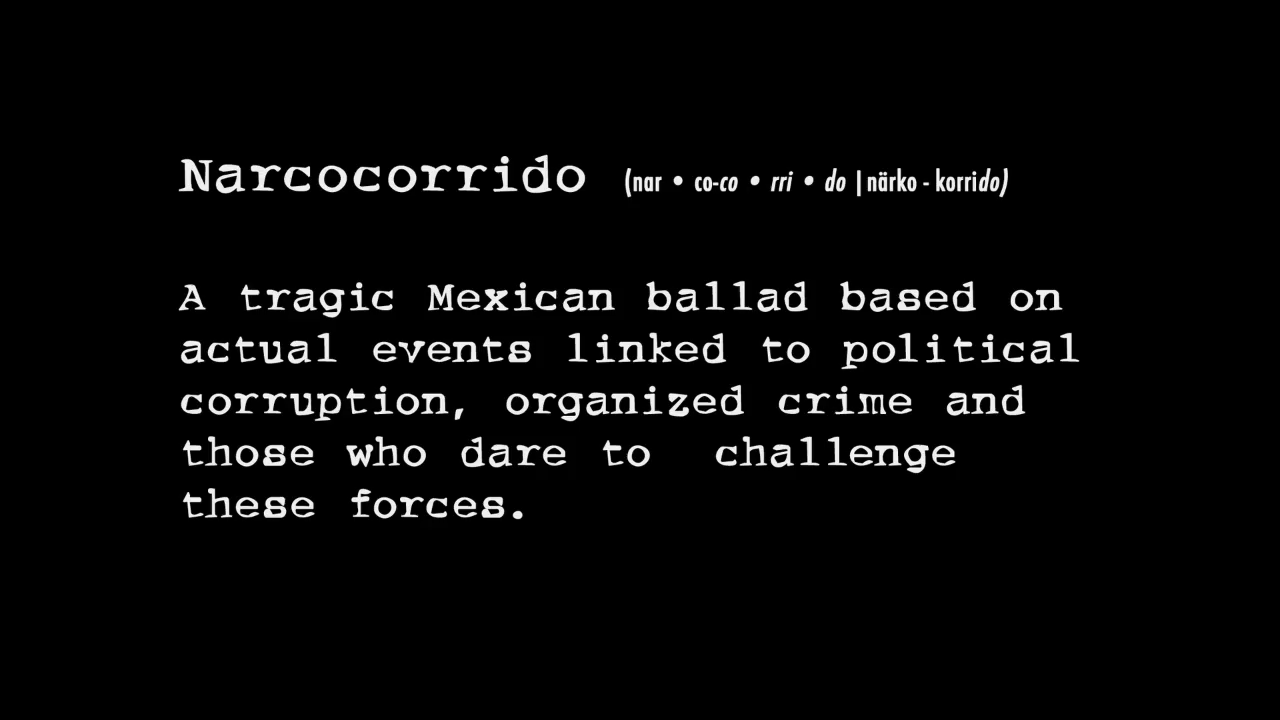 Narcocorrido (nar • co-co • rri • do | närko - korrido)
A tragic Mexican ballad based on
actual events linked to political
corruption, organized crime and
those who dare to challenge
these forces.